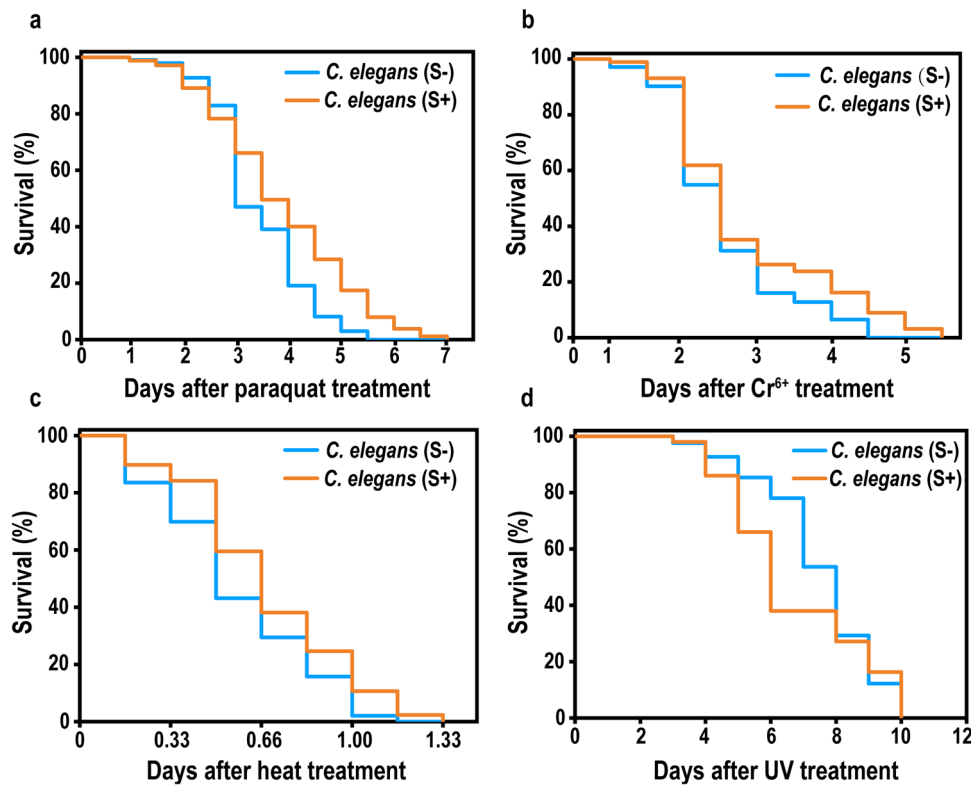 a
100
80
60
40
20
0
Survival (%)
C. elegans (S-)
C. elegans (S+)
0 1 2 3 4 5 6 7
Days after paraquat treatment
b
100
80
60
40
20
0
Survival (%)
C. elegans (S-)
C. elegans (S+)
0 1 2 3 4 5
Days after Cr⁶⁺ treatment
c
100
80
60
40
20
0
Survival (%)
C. elegans (S-)
C. elegans (S+)
0 0.33 0.66 1.00 1.33
Days after heat treatment
d
100
80
60
40
20
0
Survival (%)
C. elegans (S-)
C. elegans (S+)
0 2 4 6 8 10 12
Days after UV treatment